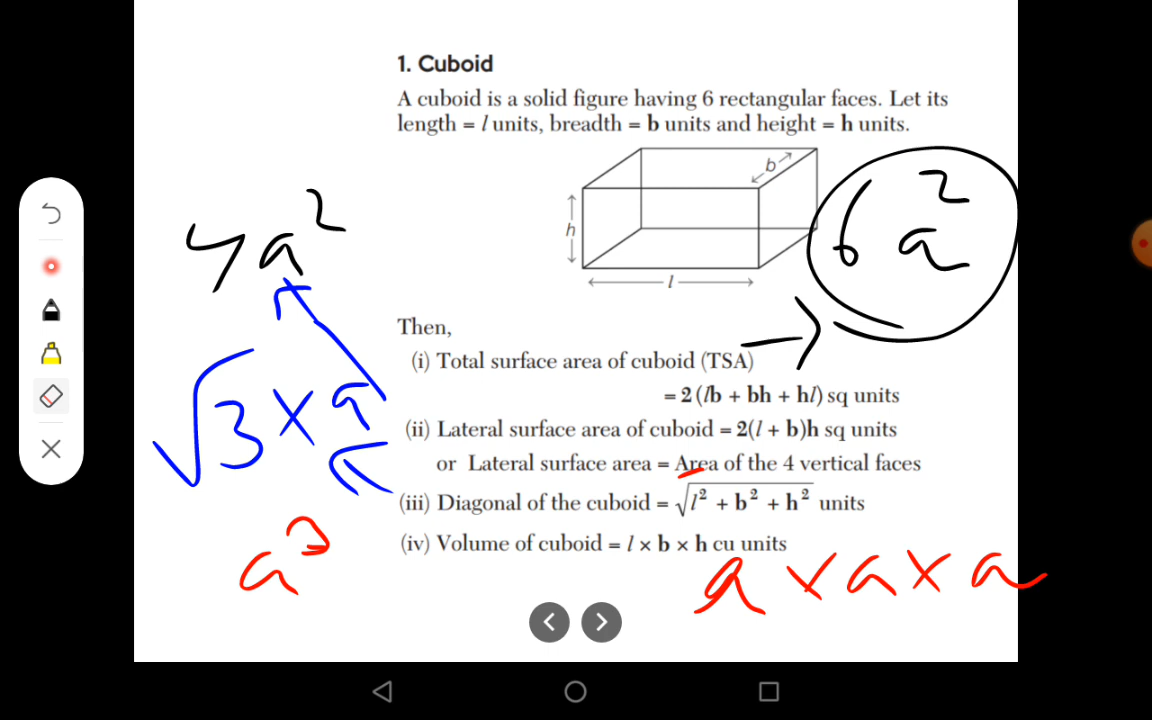 1. Cuboid
A cuboid is a solid figure having 6 rectangular faces. Let its
length = l units, breadth = b units and height = h units.
b
h
l
6a²
4a²
Then,
(i) Total surface area of cuboid (TSA)
= 2(lb + bh + hl) sq units
√3 × a
(ii) Lateral surface area of cuboid = 2(l + b)h sq units
or Lateral surface area = Area of the 4 vertical faces
(iii) Diagonal of the cuboid = √l² + b² + h² units
(iv) Volume of cuboid = l × b × h cu units
a³
a × a × a